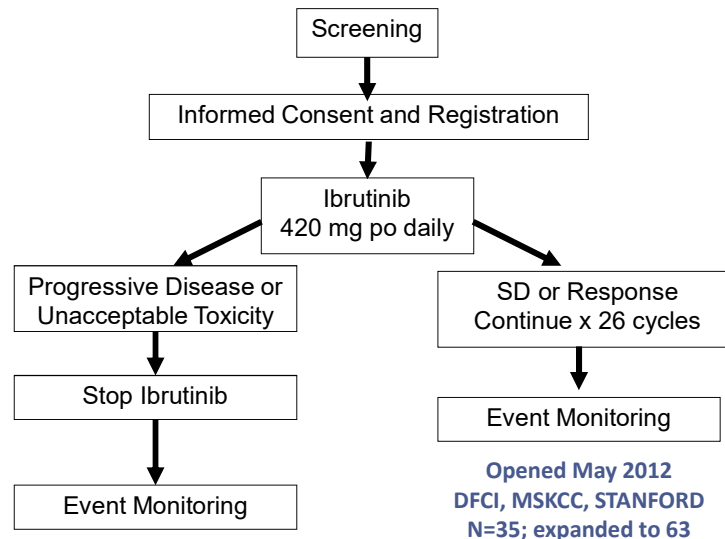 Screening
Informed Consent and Registration
Ibrutinib
420 mg po daily
Progressive Disease or
Unacceptable Toxicity
SD or Response
Continue x 26 cycles
Stop Ibrutinib
Event Monitoring
Event Monitoring
Opened May 2012
DFCI, MSKCC, STANFORD
N=35; expanded to 63